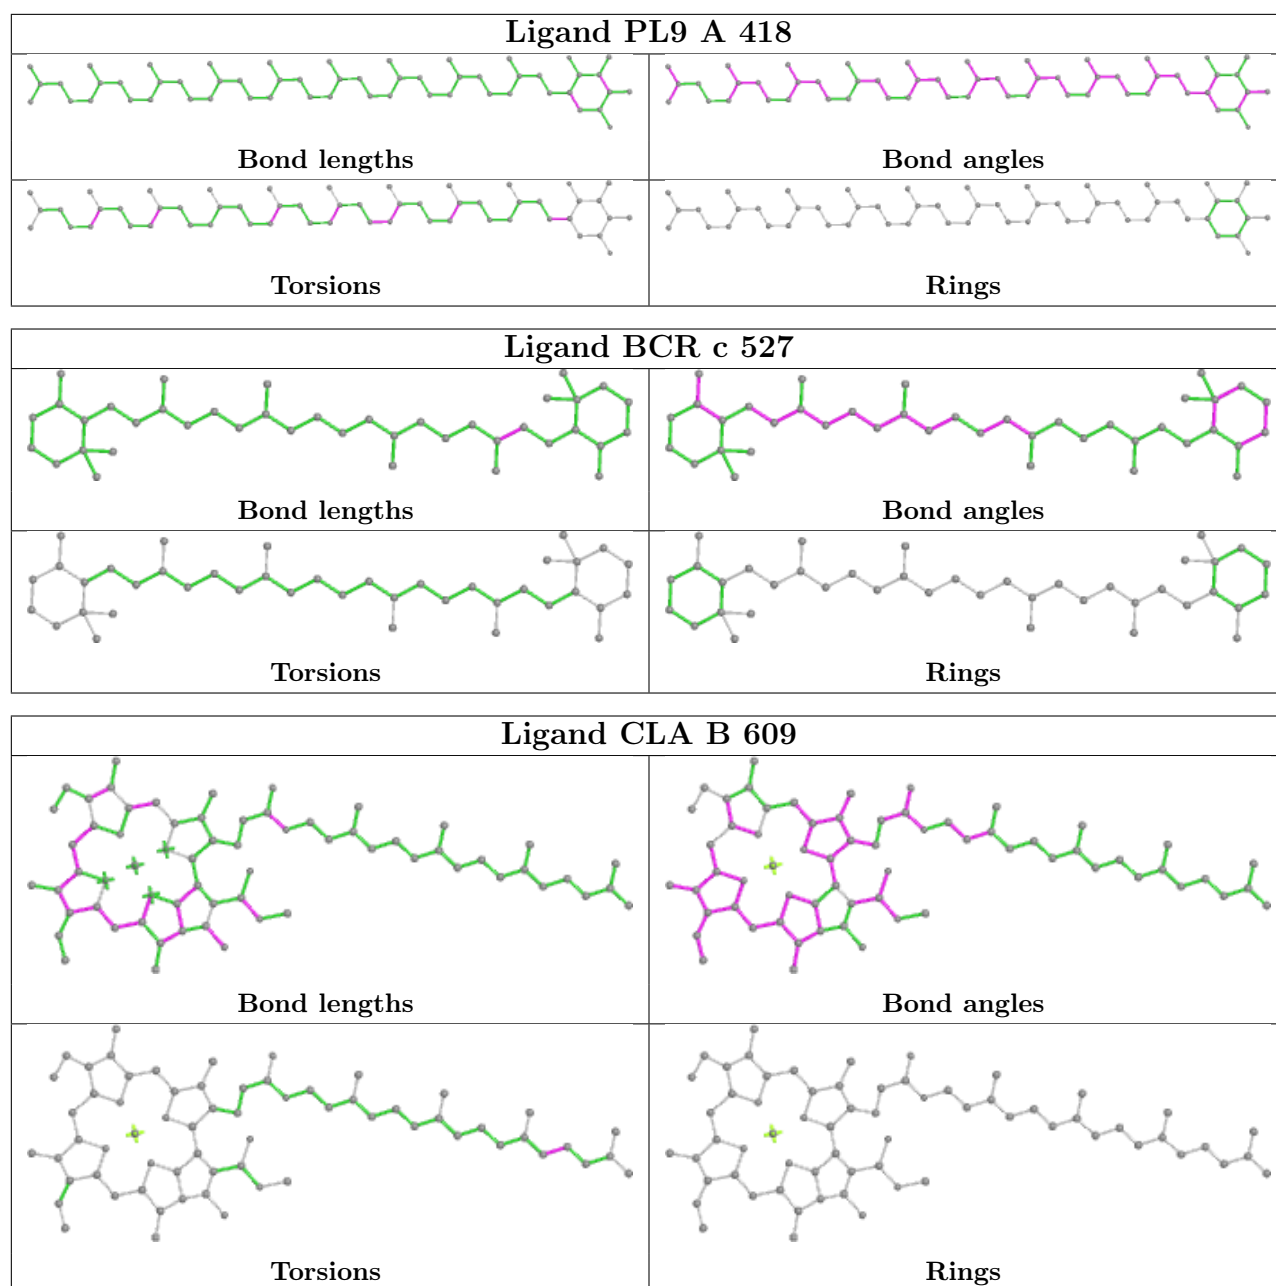 Ligand PL9 A 418
Bond lengths
Bond angles
Torsions
Rings
Ligand BCR c 527
Bond lengths
Bond angles
Torsions
Rings
Ligand CLA B 609
Bond lengths
Bond angles
Torsions
Rings